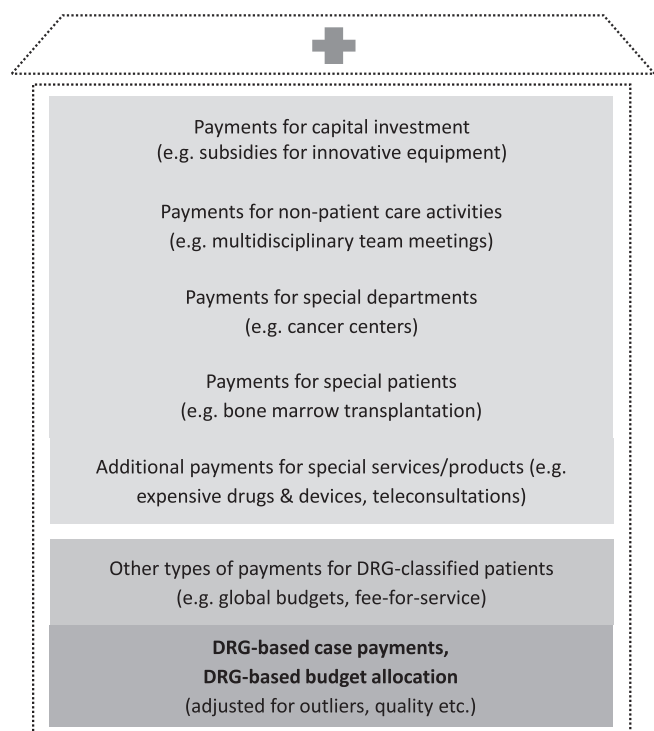 Payments for capital investment
(e.g. subsidies for innovative equipment)
Payments for non-patient care activities
(e.g. multidisciplinary team meetings)
Payments for special departments
(e.g. cancer centers)
Payments for special patients
(e.g. bone marrow transplantation)
Additional payments for special services/products (e.g.
expensive drugs & devices, teleconsultations)
Other types of payments for DRG-classified patients
(e.g. global budgets, fee-for-service)
DRG-based case payments,
DRG-based budget allocation
(adjusted for outliers, quality etc.)